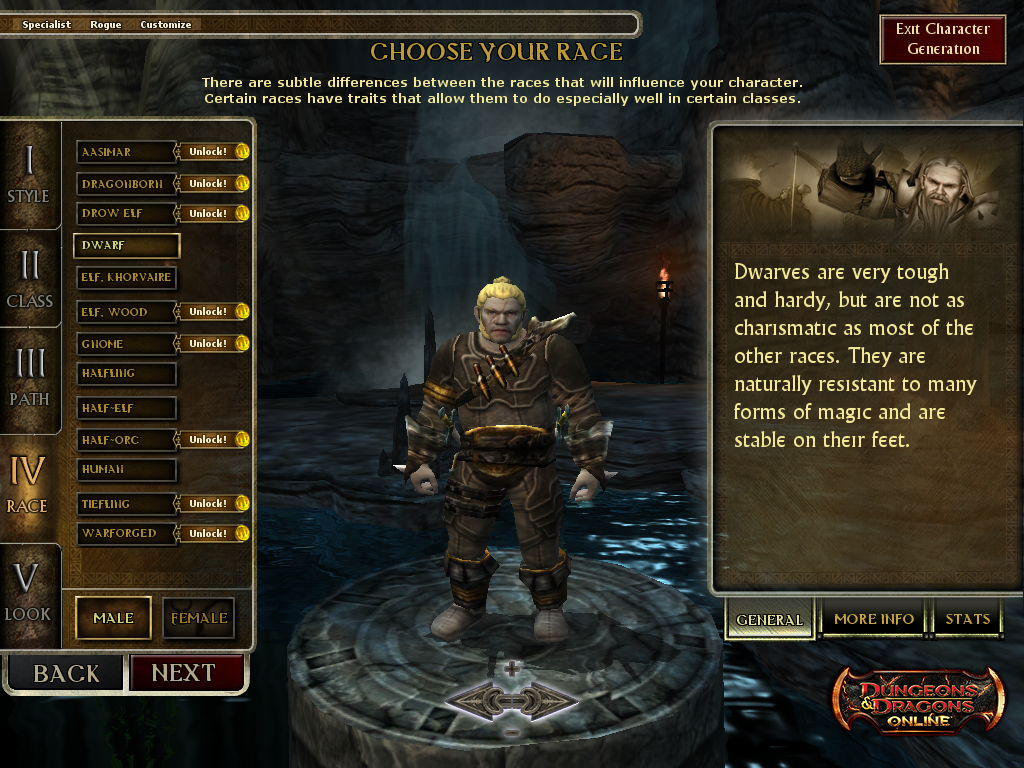 Specialist Rogue Customize
Exit Character
Generation
CHOOSE YOUR RACE
There are subtle differences between the races that will influence your character.
Certain races have traits that allow them to do especially well in certain classes.
I
STYLE
II
CLASS
III
PATH
IV
RACE
V
LOOK
AASIMAR Unlock!
DRAGONBORN Unlock!
DROW ELF Unlock!
DWARF
ELF, KHORVAIRE
ELF, WOOD Unlock!
GNOME Unlock!
HALFLING
HALF-ELF
HALF-ORC Unlock!
HUMAN
TIEFLING Unlock!
WARFORGED Unlock!
MALE FEMALE
BACK NEXT
Dwarves are very tough
and hardy, but are not as
charismatic as most of the
other races. They are
naturally resistant to many
forms of magic and are
stable on their feet.
GENERAL MORE INFO STATS
DUNGEONS
& DRAGONS
ONLINE